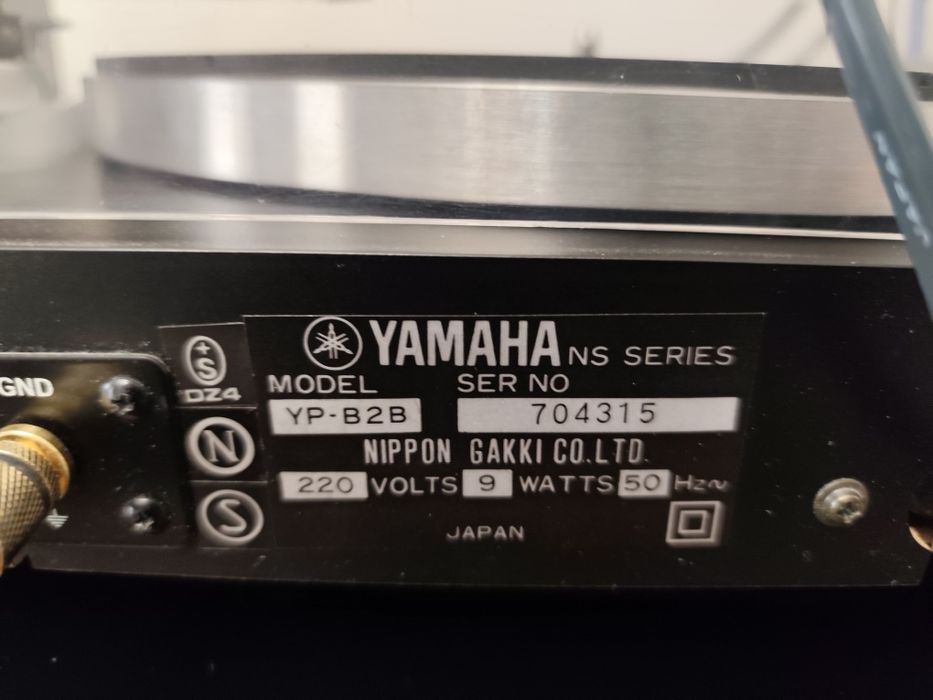 YAMAHA NS SERIES
MODEL SER NO
YP-B2B 704315
NIPPON GAKKI CO.LTD.
220 VOLTS 9 WATTS 50 Hz~
JAPAN
GND
+
S
DZ4
N
S
JAPAN